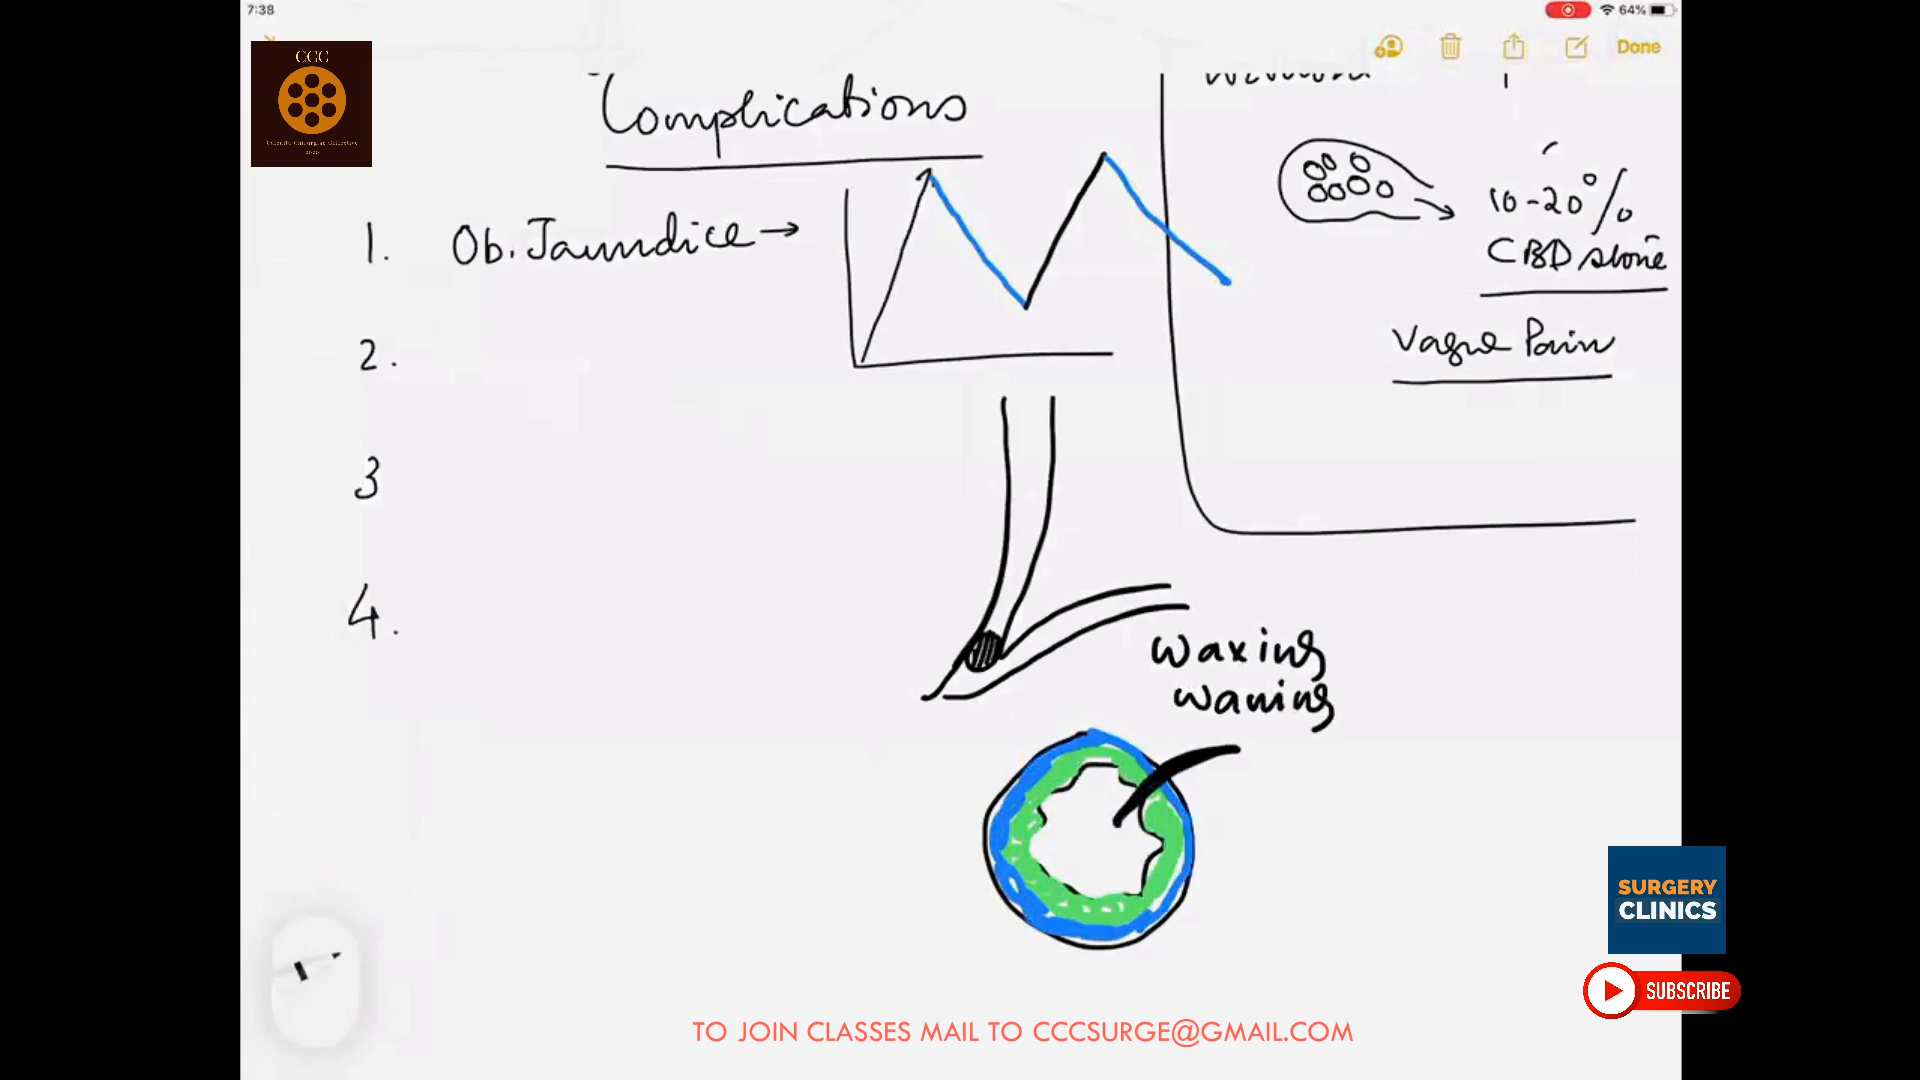 7:38
64%
CCC
2020
Done
Complications
1. Ob. Jaundice →
2.
3
4.
10-20%
CBD stone
Vague Pain
waxing
waning
SURGERY
CLINICS
SUBSCRIBE
TO JOIN CLASSES MAIL TO CCCSURGE@GMAIL.COM